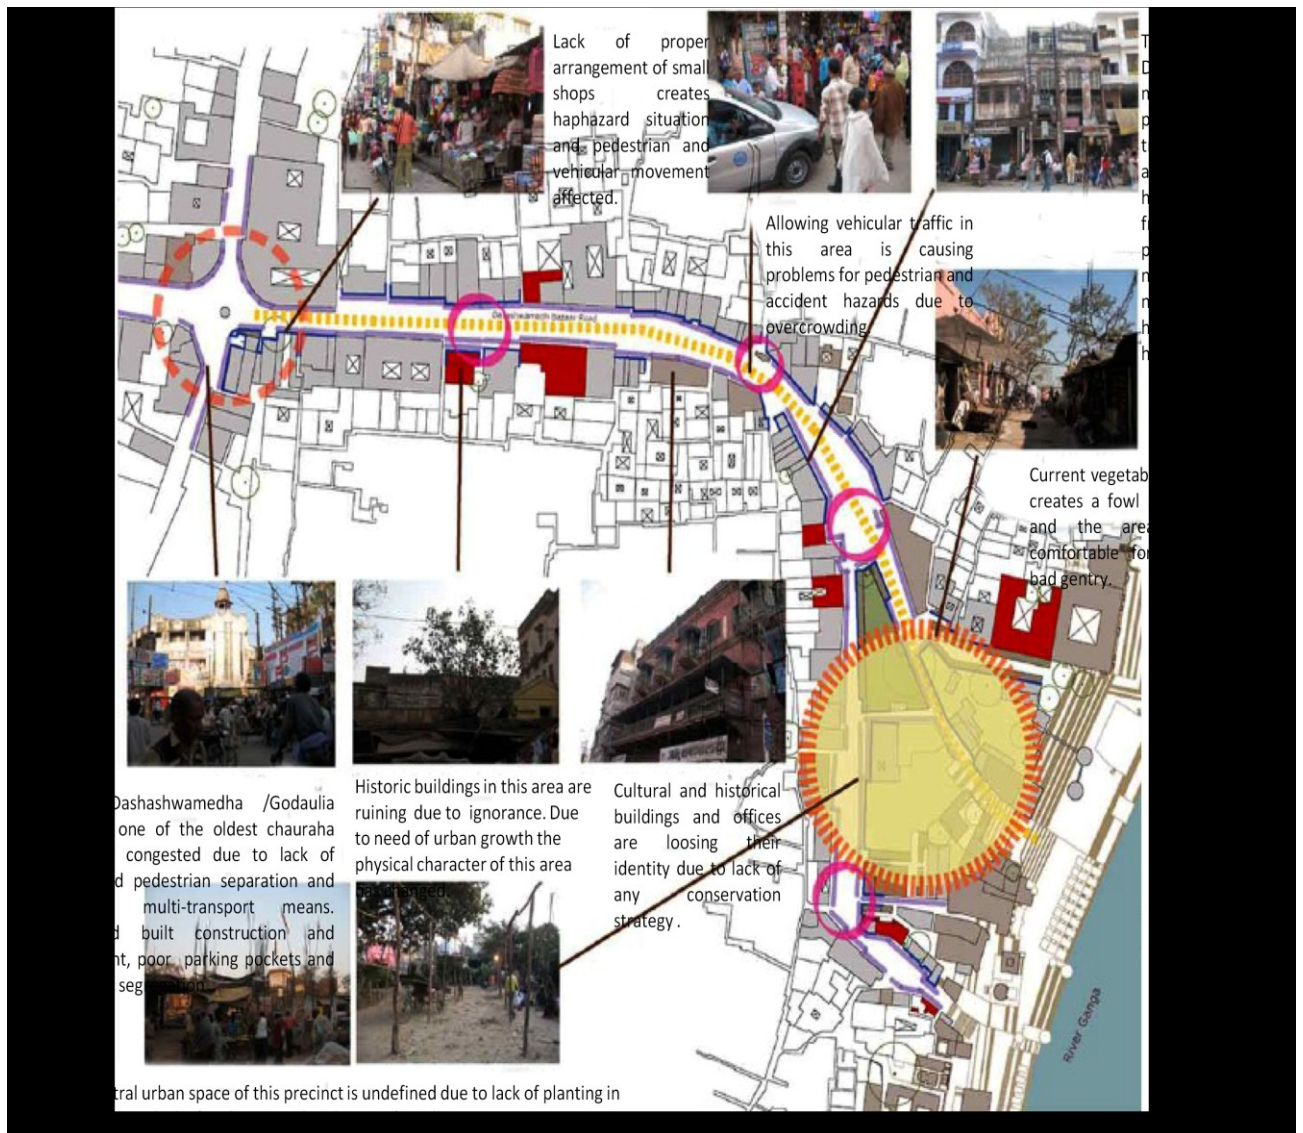 Lack of proper
arrangement of small
shops creates
haphazard situation
and pedestrian and
vehicular movement
affected.
T
D
m
p
t
a
h
f
p
n
n
h
h
Allowing vehicular traffic in
this area is causing
problems for pedestrian and
accident hazards due to
overcrowding.
Bazaar Road
Current vegetab
creates a fowl
and the area
comfortable for
bad gentry.
Dashashwamedha /Godaulia
one of the oldest chauraha
congested due to lack of
d pedestrian separation and
multi-transport means.
d built construction and
nt, poor parking pockets and
Historic buildings in this area are
ruining due to ignorance. Due
to need of urban growth the
physical character of this area
has changed.
Cultural and historical
buildings and offices
are loosing their
identity due to lack of
any conservation
strategy .
River Ganga
tral urban space of this precinct is undefined due to lack of planting in